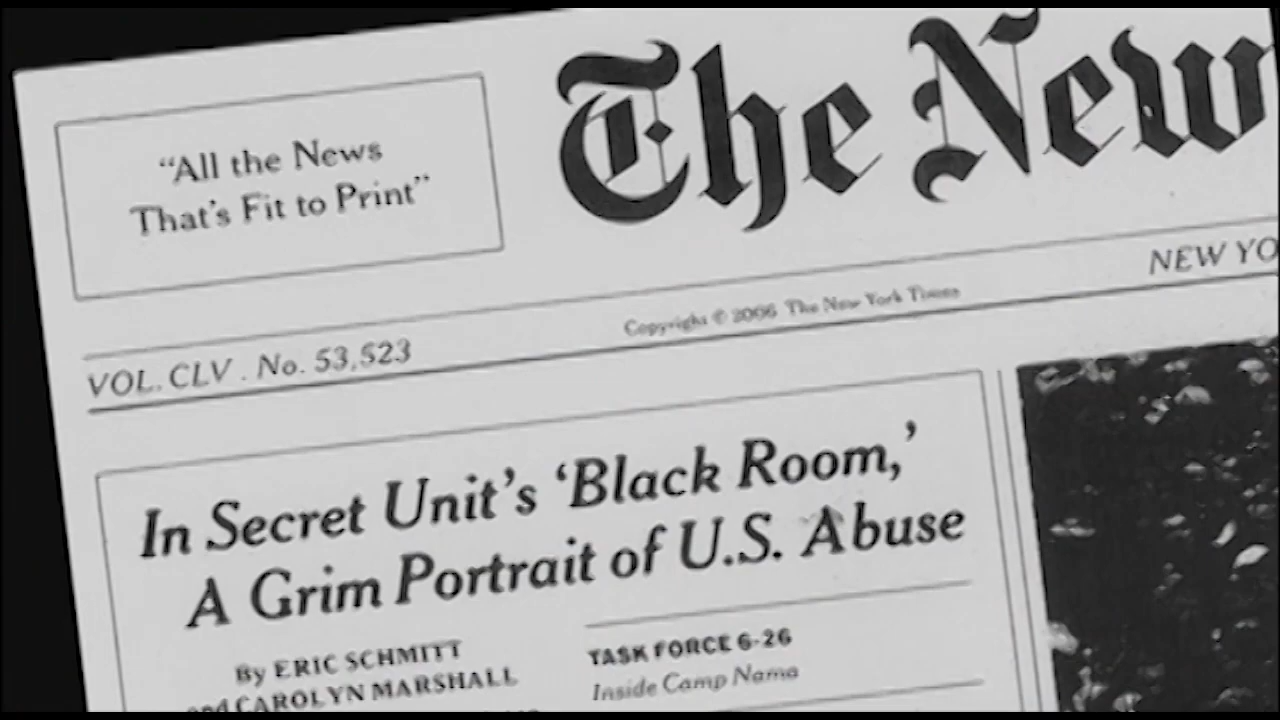 "All the News
That's Fit to Print"
The New
NEW YO
Copyright © 2006 The New York Times
VOL. CLV . No. 53,523
In Secret Unit's 'Black Room,'
A Grim Portrait of U.S. Abuse
By ERIC SCHMITT
and CAROLYN MARSHALL
TASK FORCE 6-26
Inside Camp Nama